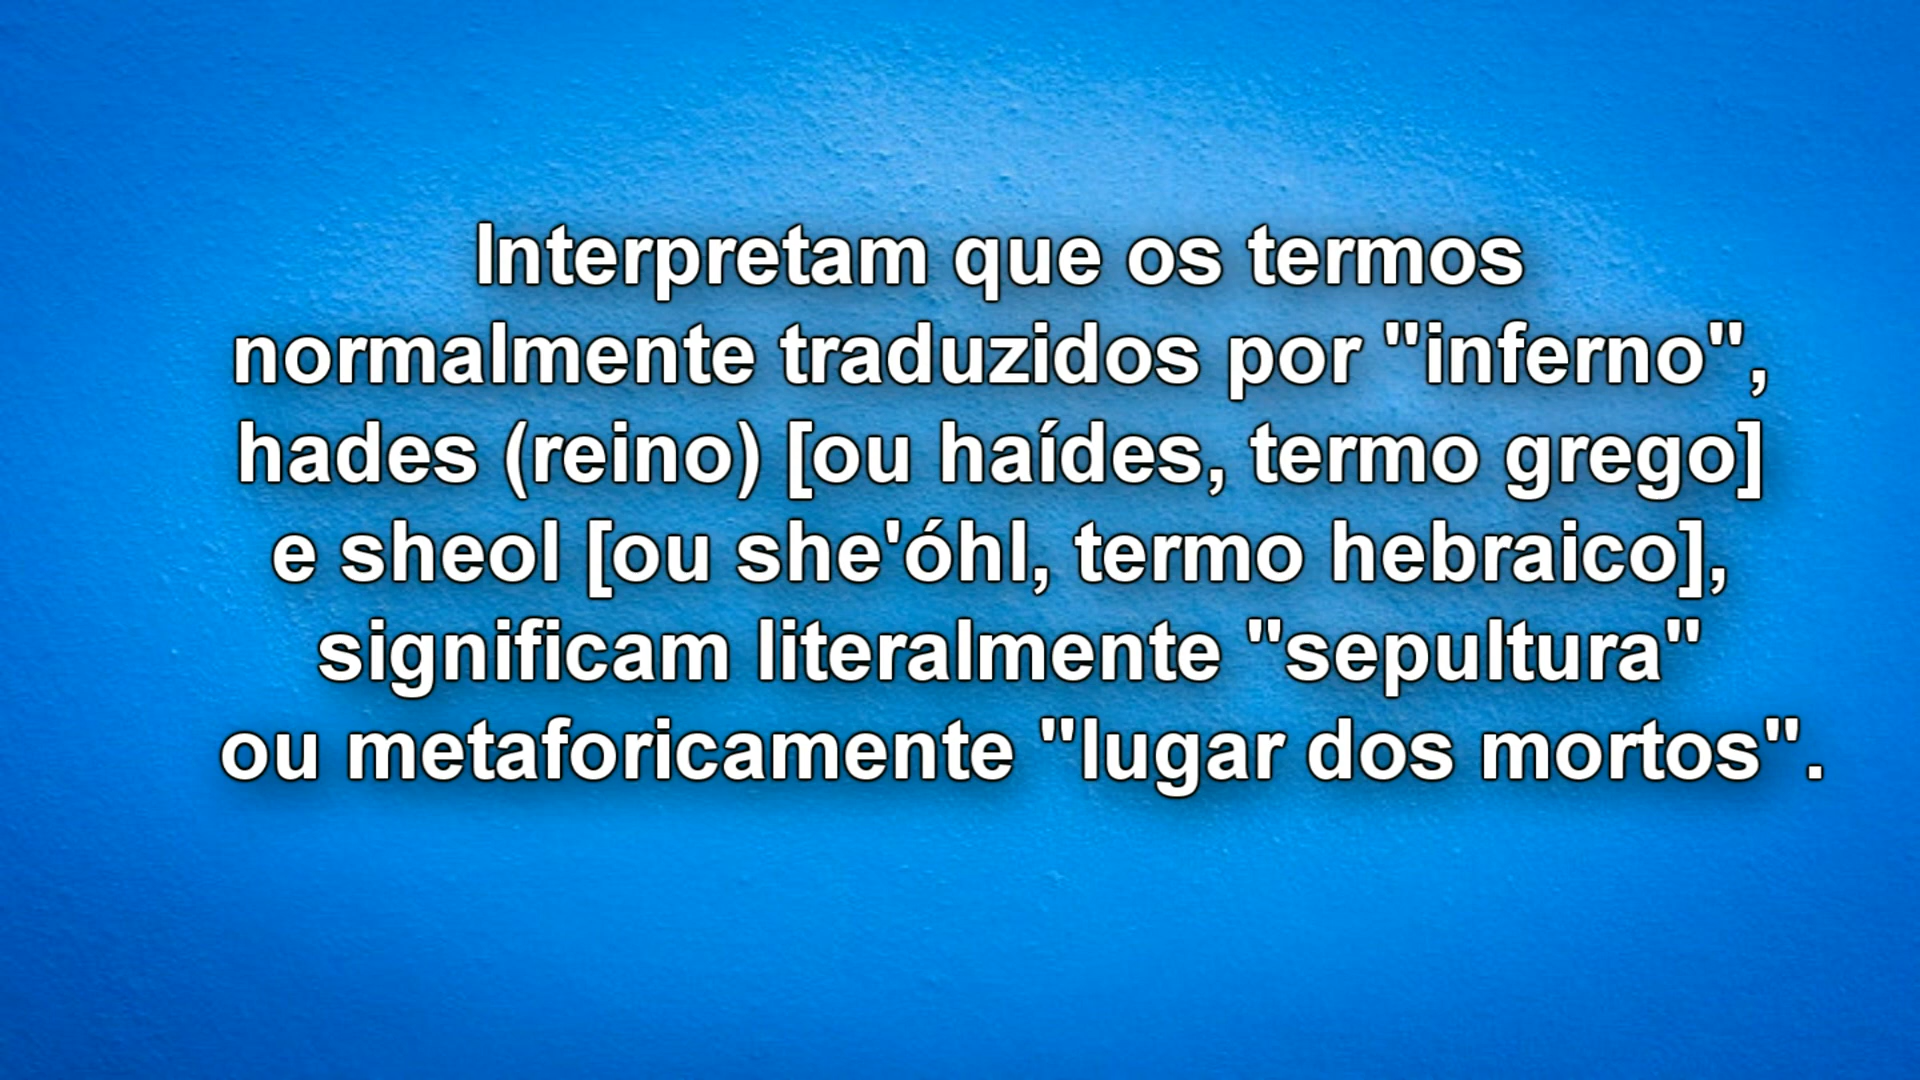 Interpretam que os termos
normalmente traduzidos por "inferno",
hades (reino) [ou haídes, termo grego]
e sheol [ou she'óhl, termo hebraico],
significam literalmente "sepultura"
ou metaforicamente "lugar dos mortos".